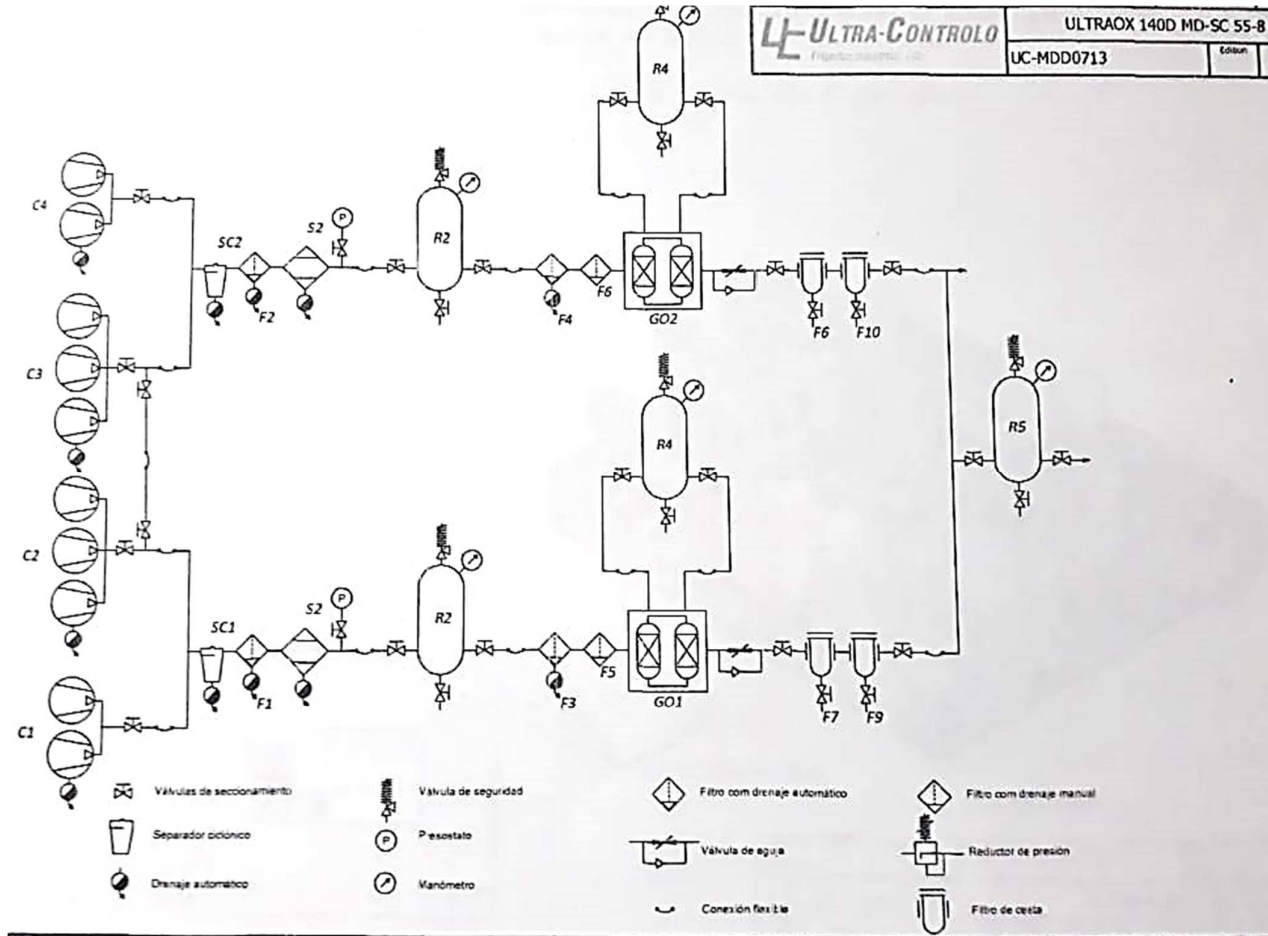 ULTRA-CONTROLO
ULTRAOX 140D MD-SC 55-8
UC-MDD0713
R4
C4
SC2
S2
P
R2
F2
F4
F6
GO2
F6
F10
C3
R5
R4
C2
SC1
S2
P
R2
F1
F3
F5
GO1
F7
F9
C1
Válvulas de seccionamiento
Válvula de seguridad
Filtro com drenaje automático
Filtro com drenaje manual
Separador ciclónico
P
Presostato
Válvula de aguja
Reductor de presión
Drenaje automático
Manómetro
Conexión flexible
Filtro de cesta